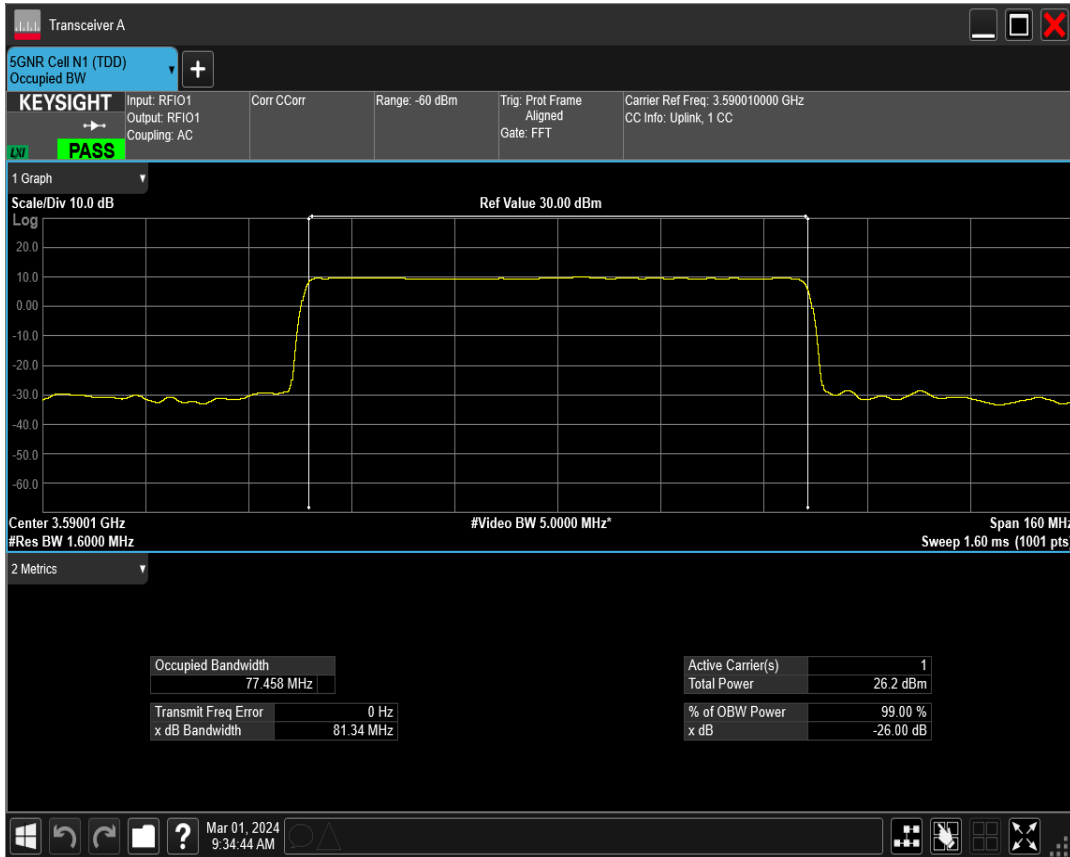 Transceiver A
5GNR Cell N1 (TDD)
Occupied BW
+
KEYSIGHT
LXI
PASS
Input: RFIO1
Output: RFIO1
Coupling: AC
Corr CCorr
Range: -60 dBm
Trig: Prot Frame
Aligned
Gate: FFT
Carrier Ref Freq: 3.590010000 GHz
CC Info: Uplink, 1 CC
1 Graph
Scale/Div 10.0 dB
Ref Value 30.00 dBm
Log
20.0
10.0
0.00
-10.0
-20.0
-30.0
-40.0
-50.0
-60.0
Center 3.59001 GHz
#Video BW 5.0000 MHz*
Span 160 MHz
#Res BW 1.6000 MHz
Sweep 1.60 ms (1001 pts)
2 Metrics
Occupied Bandwidth
77.458 MHz
Transmit Freq Error 0 Hz
x dB Bandwidth 81.34 MHz
Active Carrier(s) 1
Total Power 26.2 dBm
% of OBW Power 99.00 %
x dB -26.00 dB
?
Mar 01, 2024
9:34:44 AM